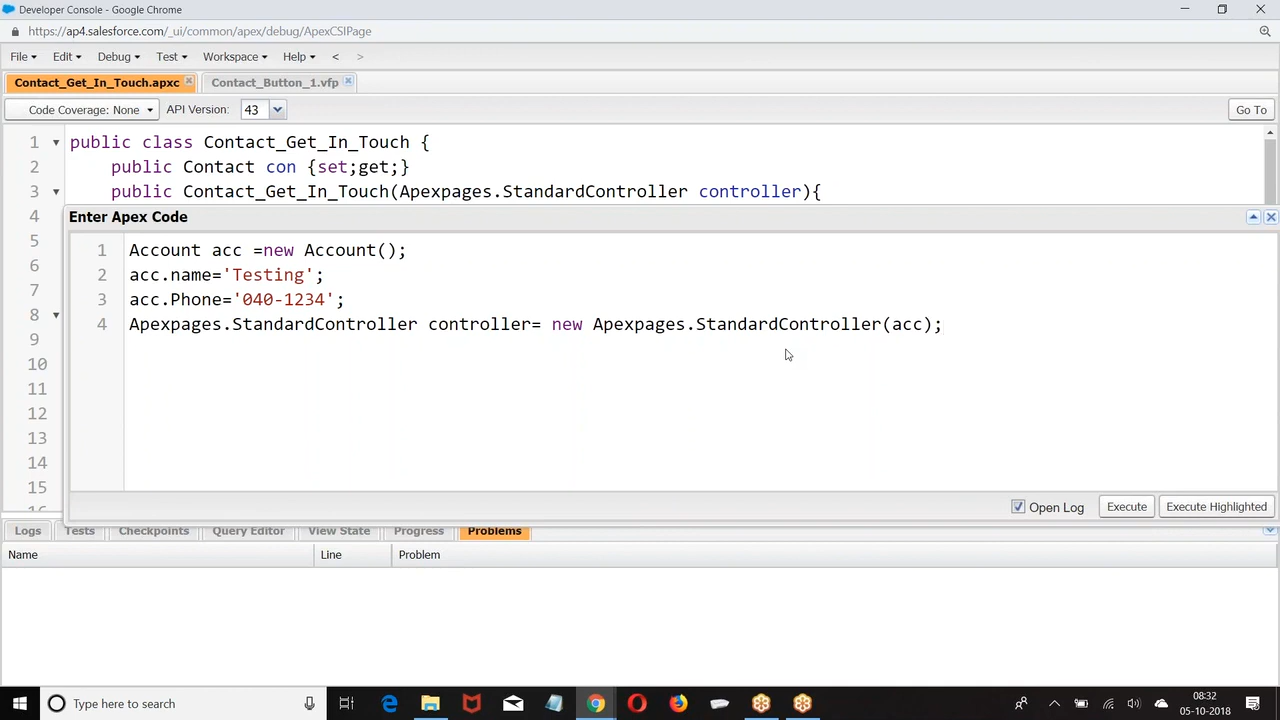 Developer Console - Google Chrome
https://ap4.salesforce.com/_ui/common/apex/debug/ApexCSIPage
File Edit Debug Test Workspace Help < >
Contact_Get_In_Touch.apxc Contact_Button_1.vfp
Code Coverage: None API Version: 43 Go To
1 public class Contact_Get_In_Touch {
2 public Contact con {set;get;}
3 public Contact_Get_In_Touch(Apexpages.StandardController controller){
4
5
6
7
8
9
10
11
12
13
14
15
16
Enter Apex Code
1 Account acc =new Account();
2 acc.name='Testing';
3 acc.Phone='040-1234';
4 Apexpages.StandardController controller= new Apexpages.StandardController(acc);
Open Log Execute Execute Highlighted
Logs Tests Checkpoints Query Editor View State Progress Problems
Name Line Problem
Type here to search
08:32
05-10-2018